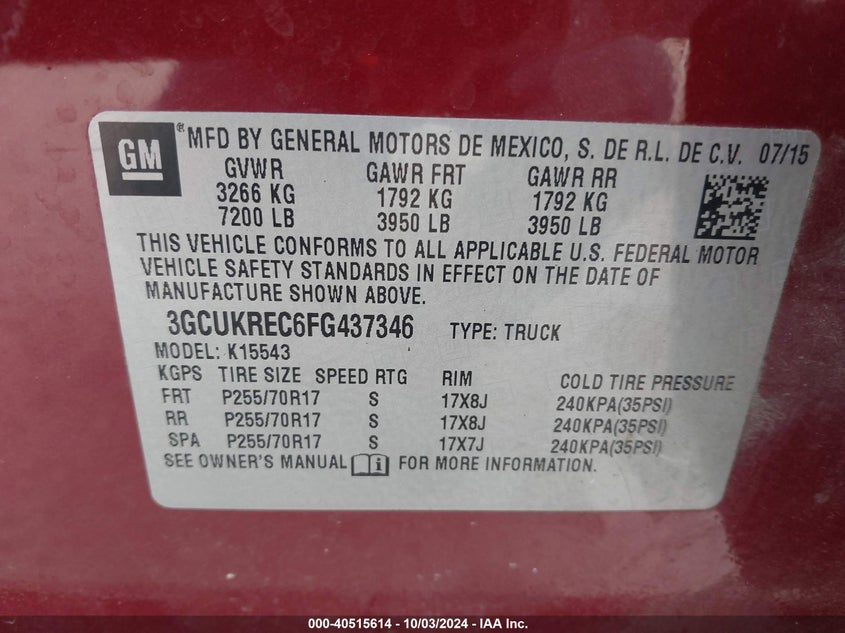 GM ® MFD BY GENERAL MOTORS DE MEXICO, S. DE R.L. DE C.V. 07/15
GVWR GAWR FRT GAWR RR
3266 KG 1792 KG 1792 KG
7200 LB 3950 LB 3950 LB
THIS VEHICLE CONFORMS TO ALL APPLICABLE U.S. FEDERAL MOTOR
VEHICLE SAFETY STANDARDS IN EFFECT ON THE DATE OF
MANUFACTURE SHOWN ABOVE.
3GCUKREC6FG437346 TYPE: TRUCK
MODEL: K15543
KGPS TIRE SIZE SPEED RTG RIM COLD TIRE PRESSURE
FRT P255/70R17 S 17X8J 240KPA(35PSI)
RR P255/70R17 S 17X8J 240KPA(35PSI)
SPA P255/70R17 S 17X7J 240KPA(35PSI)
SEE OWNER'S MANUAL FOR MORE INFORMATION.
000-40515614 - 10/03/2024 - IAA Inc.